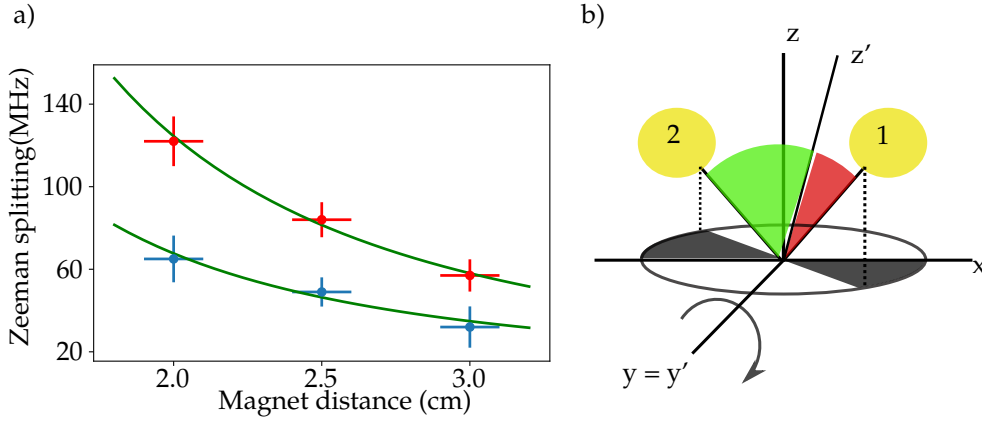 a)
Zeeman splitting(MHz)
140
100
60
20
2.0 2.5 3.0
Magnet distance (cm)
b)
z
z′
2
1
x
y = y′